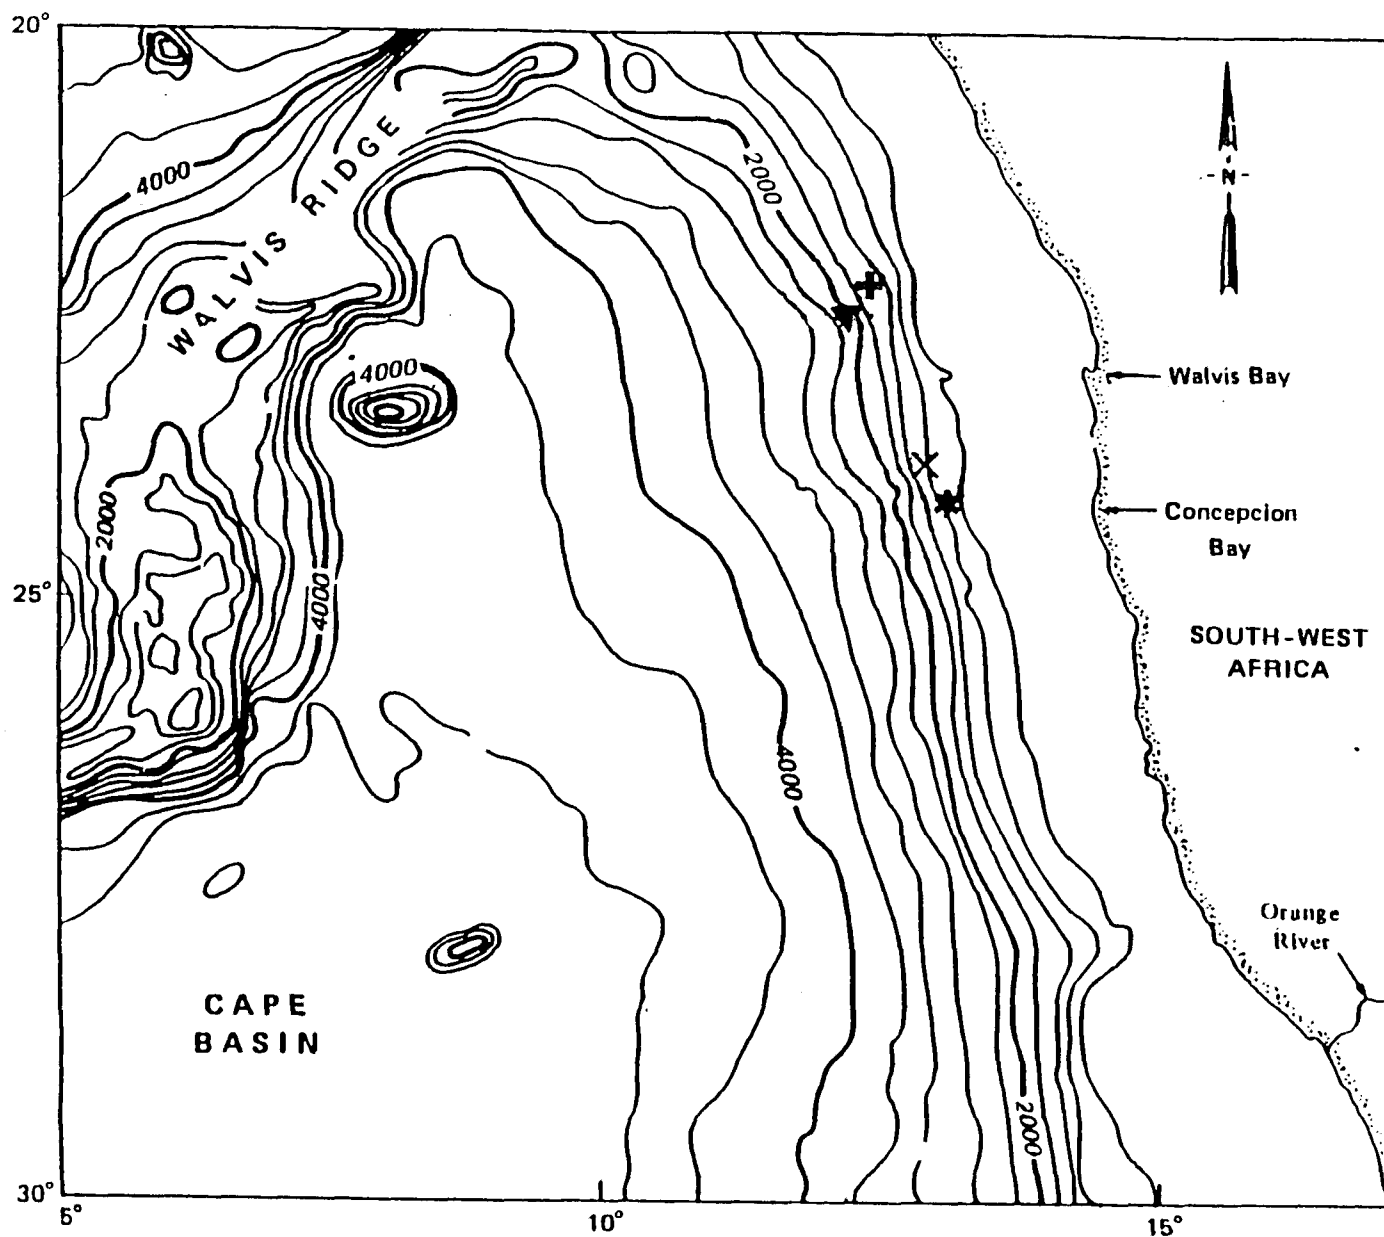 20°
4000
WALVIS RIDGE
2000
N
Walvis Bay
4000
2000
Concepcion
Bay
25°
4000
SOUTH-WEST
AFRICA
4000
Orange
River
CAPE
BASIN
2000
30°
5°
10°
15°